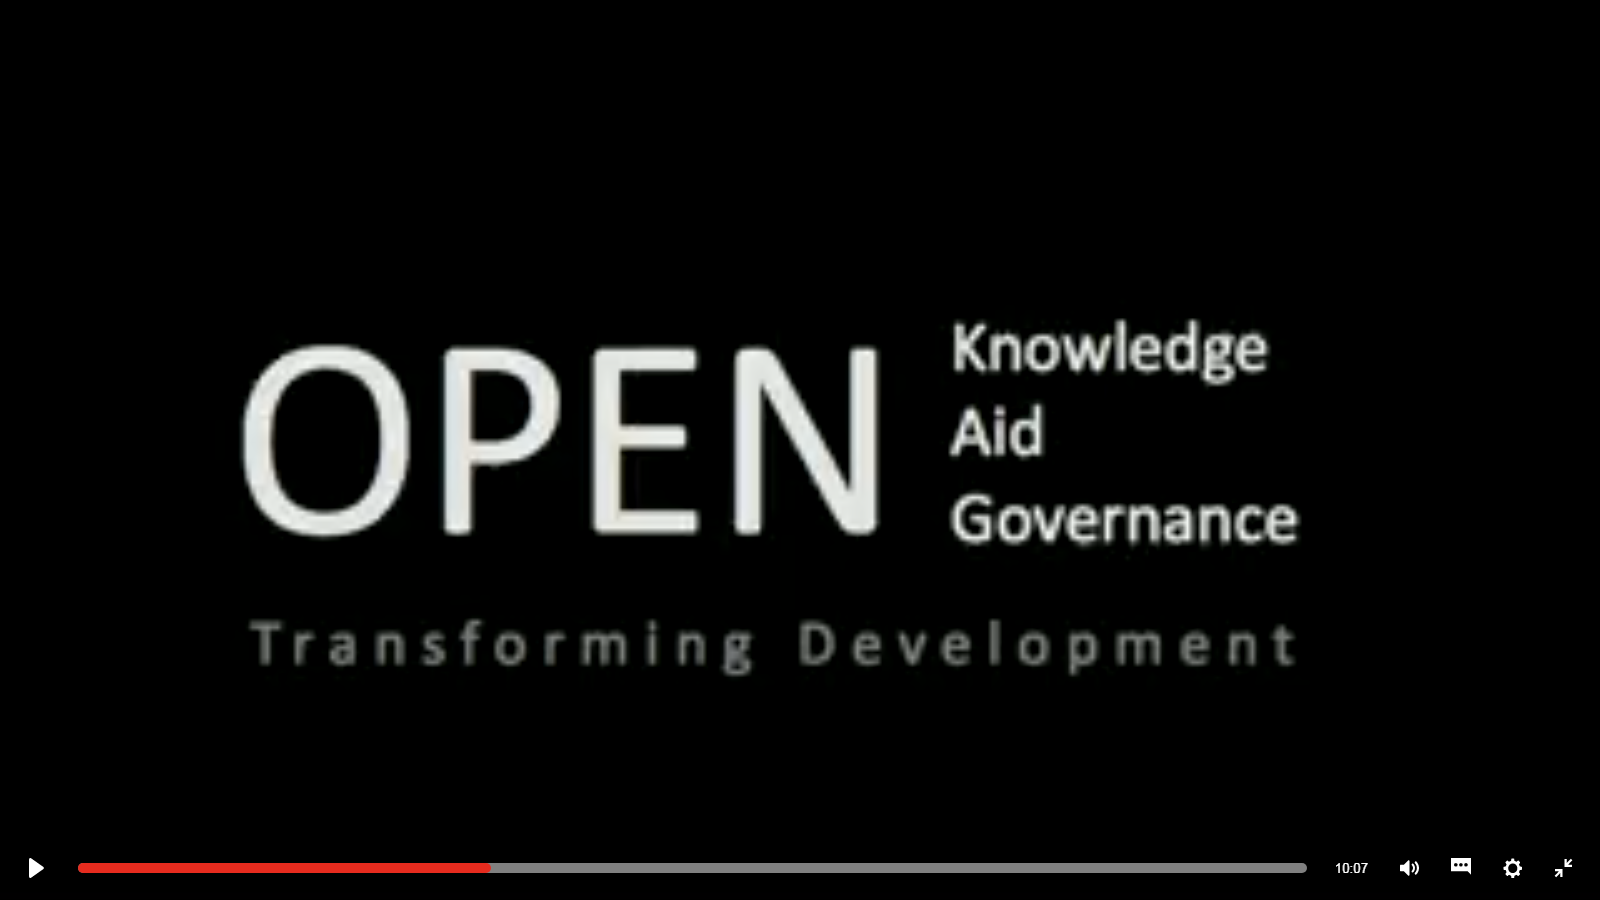 OPEN
Knowledge
Aid
Governance
Transforming Development
10:07